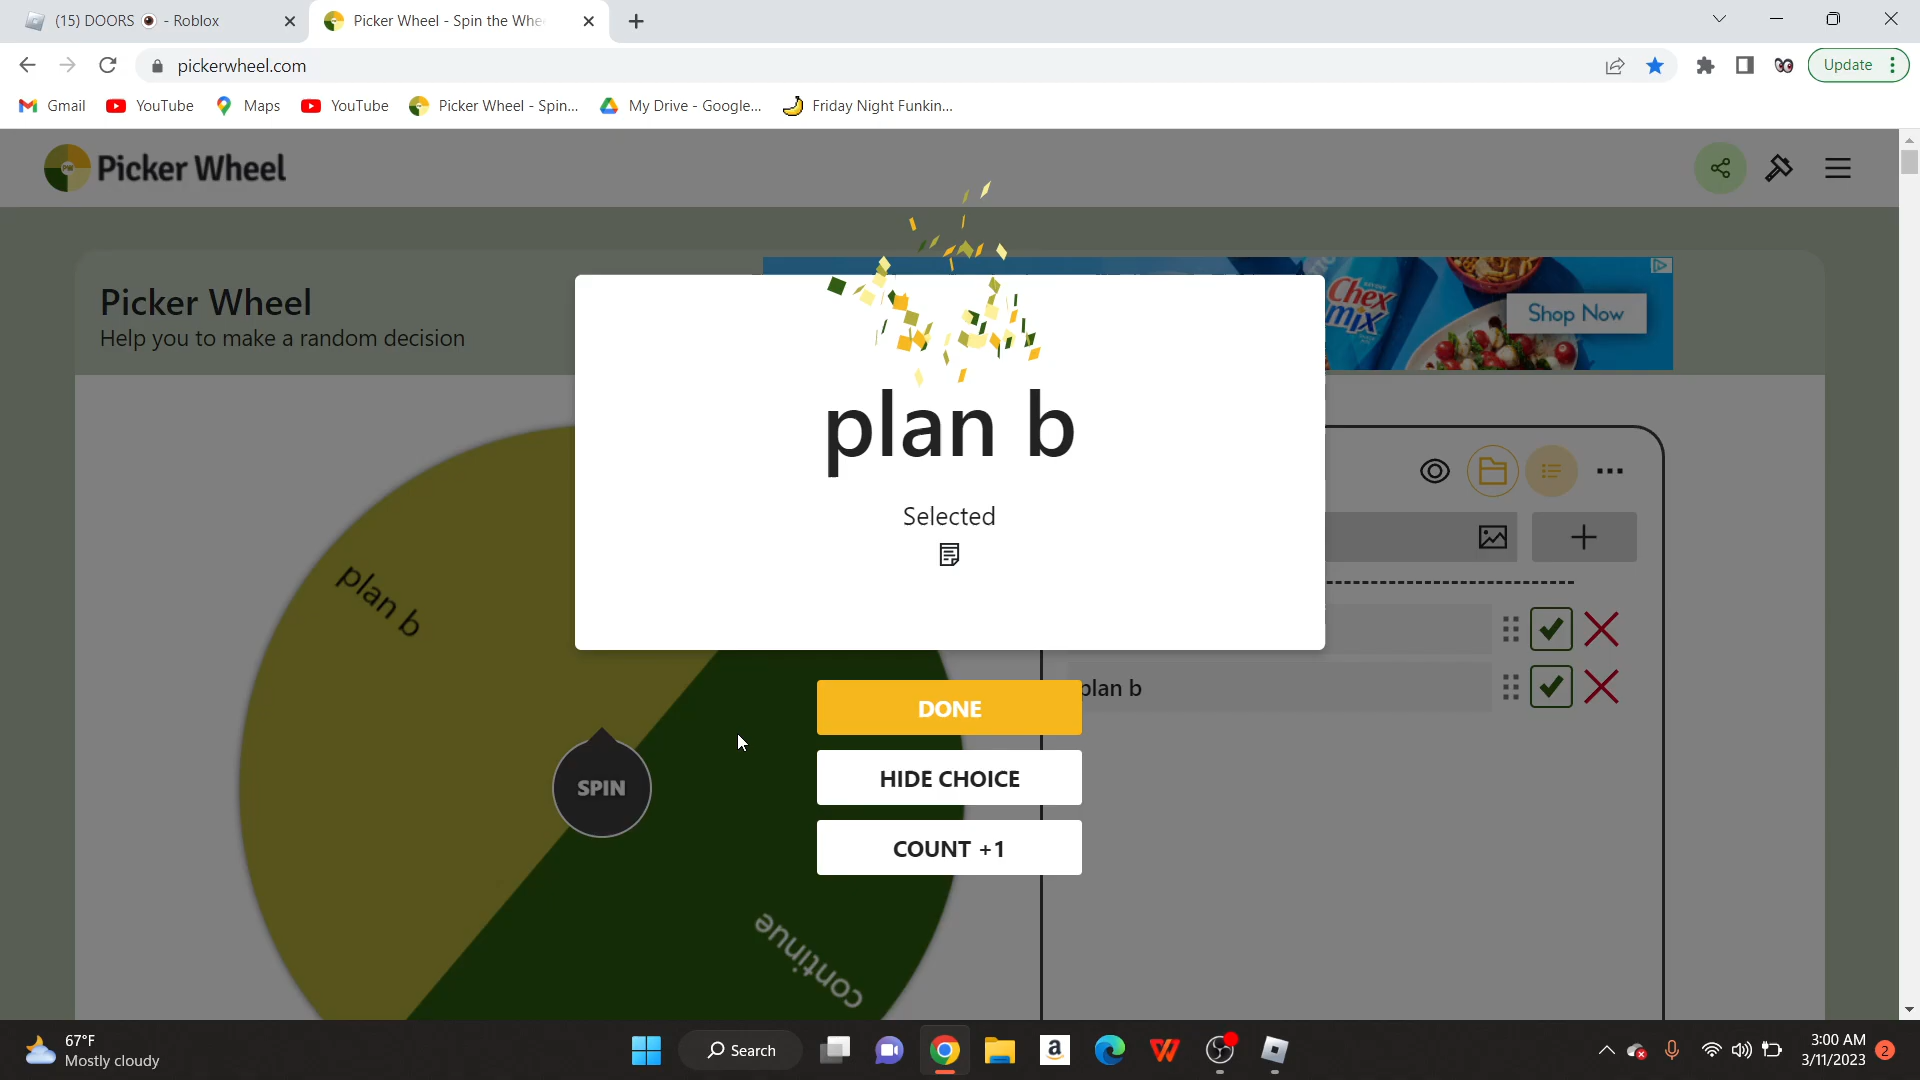 (15) DOORS 👁 - Roblox
Picker Wheel - Spin the Whe
pickerwheel.com
Update
Gmail
YouTube
Maps
YouTube
Picker Wheel - Spin...
My Drive - Google...
Friday Night Funkin...
Picker Wheel
Picker Wheel
Help you to make a random decision
Chex
mix
Shop Now
plan b
Selected
plan b
plan b
DONE
SPIN
HIDE CHOICE
COUNT +1
continue
67°F
Mostly cloudy
Search
3:00 AM
3/11/2023
2